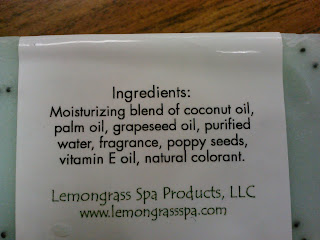 Ingredients:
Moisturizing blend of coconut oil,
palm oil, grapeseed oil, purified
water, fragrance, poppy seeds,
vitamin E oil, natural colorant.
Lemongrass Spa Products, LLC
www.lemongrassspa.com